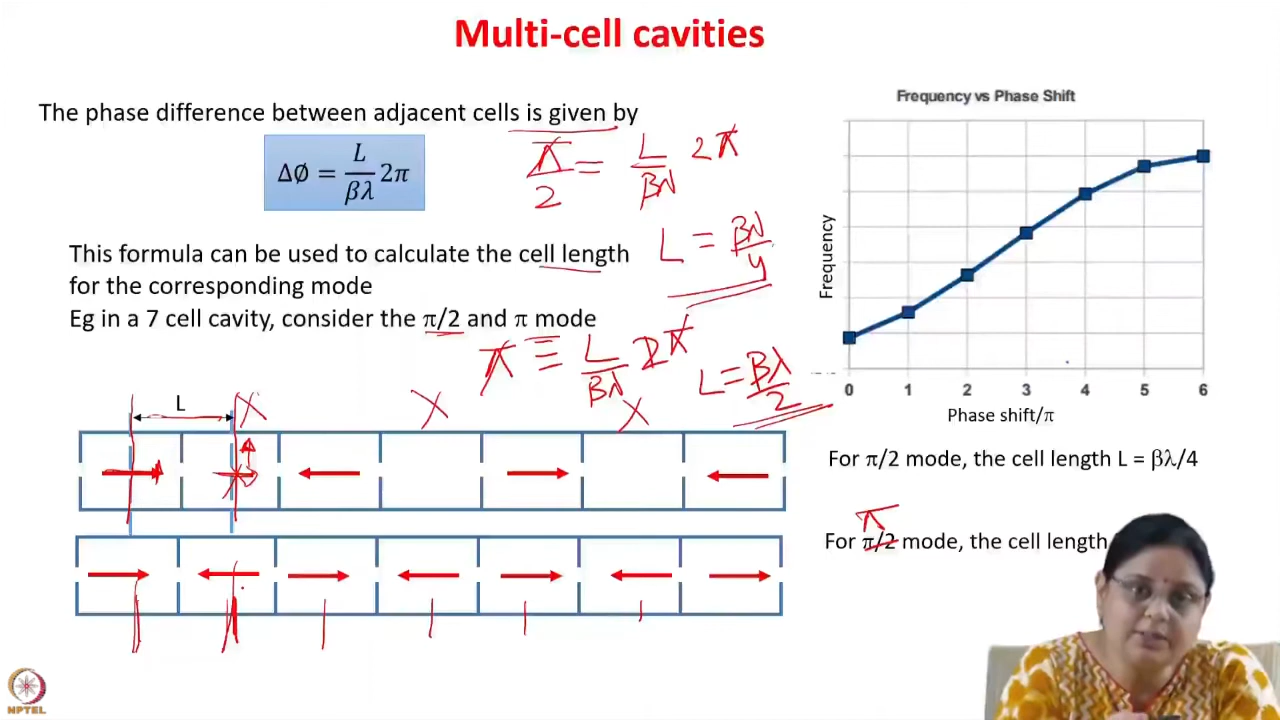 Multi-cell cavities
The phase difference between adjacent cells is given by
ΔØ = L/βλ 2π
π/2 = L/βλ 2π
L = βλ/4
This formula can be used to calculate the cell length
for the corresponding mode
Eg in a 7 cell cavity, consider the π/2 and π mode
π = L/βλ 2π
L = βλ/2
L
X X X
Frequency vs Phase Shift
Frequency
0 1 2 3 4 5 6
Phase shift/π
For π/2 mode, the cell length L = βλ/4
π
For π/2 mode, the cell length
NPTEL